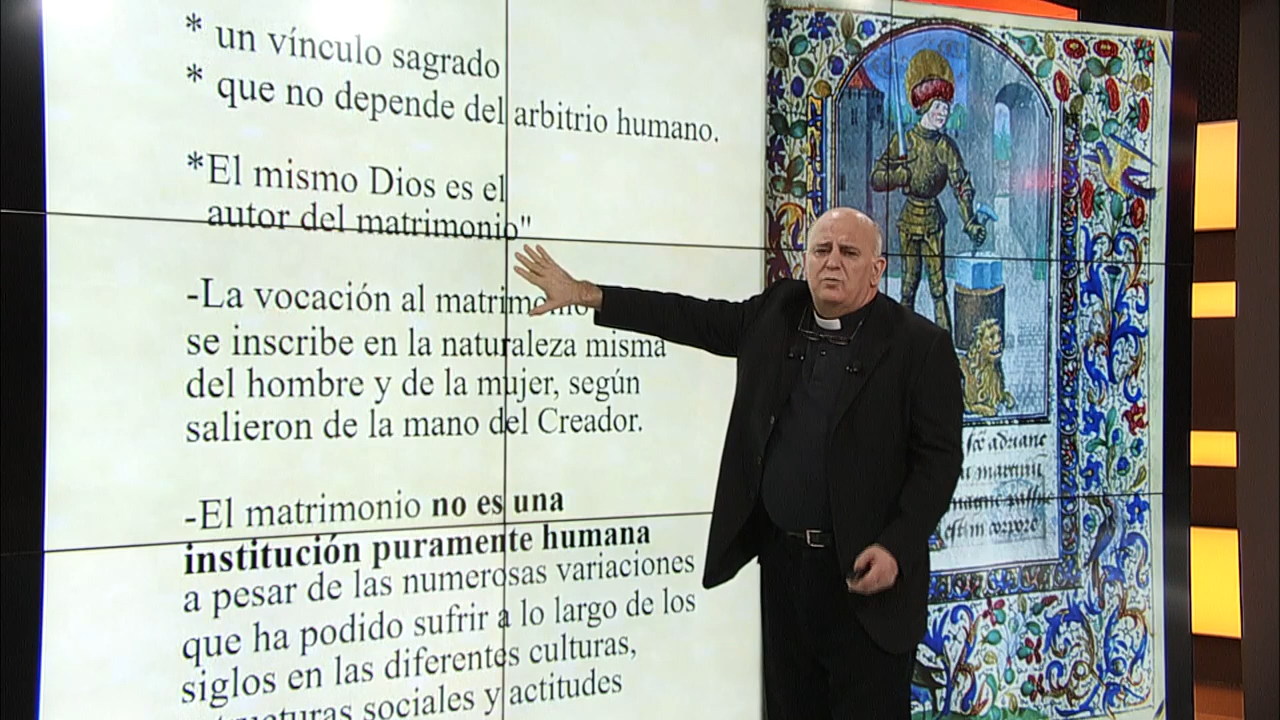 * un vínculo sagrado
* que no depende del arbitrio humano.
*El mismo Dios es el
autor del matrimonio"
-La vocación al matrimonio
se inscribe en la naturaleza misma
del hombre y de la mujer, según
salieron de la mano del Creador.
-El matrimonio no es una
institución puramente humana
a pesar de las numerosas variaciones
que ha podido sufrir a lo largo de los
siglos en las diferentes culturas,
estructuras sociales y actitudes
adriane